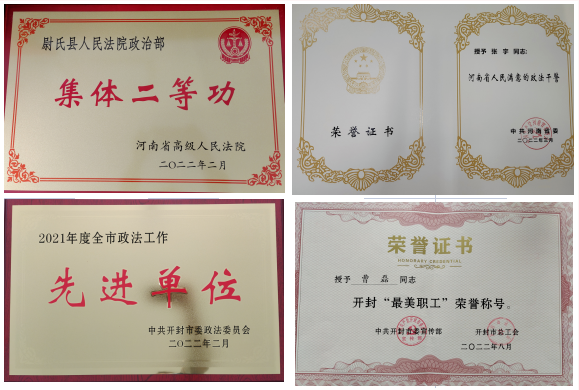 尉氏县人民法院政治部
集体二等功
河南省高级人民法院
二〇二二年二月
荣誉证书
授予 张宇 同志:
河南省人民满意的政法干警
中共河南省委
2021年度全市政法工作
先进单位
中共开封市委政法委员会
二〇二二年二月
荣誉证书
HONORARY CREDENTIAL
授予 曹磊 同志
开封“最美职工”荣誉称号。
中共开封市委宣传部
开封市总工会
二〇二二年八月